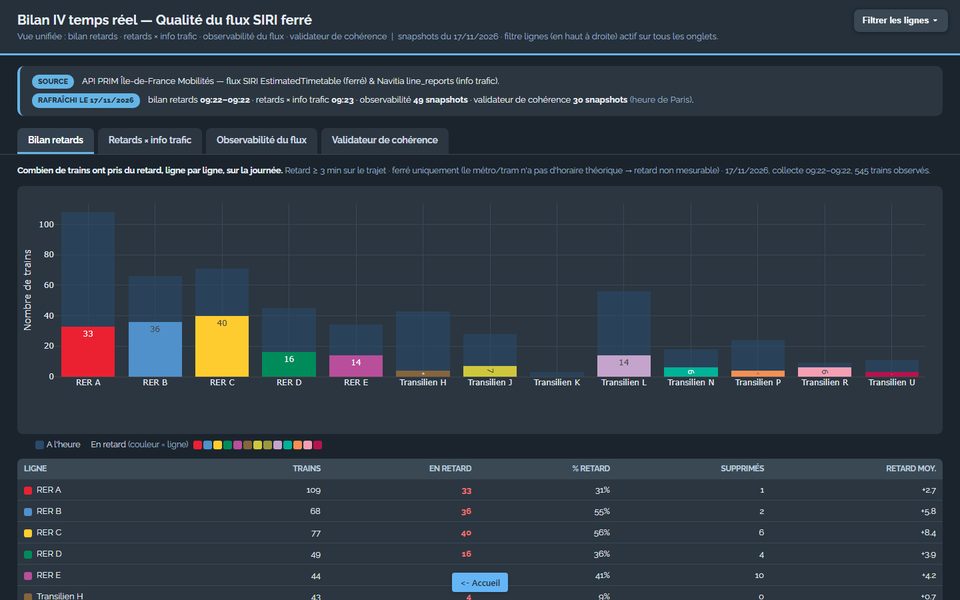 Bilan IV temps réel — Qualité du flux SIRI ferré
Filtrer les lignes
Vue unifiée : bilan retards · retards × info trafic · observabilité du flux · validateur de cohérence | snapshots du 17/11/2026 · filtre lignes (en haut à droite) actif sur tous les onglets.
SOURCE API PRIM Île-de-France Mobilités — flux SIRI EstimatedTimetable (ferré) & Navitia line_reports (info trafic).
RAFRAÎCHI LE 17/11/2026 bilan retards 09:22–09:22 · retards × info trafic 09:23 · observabilité 49 snapshots · validateur de cohérence 30 snapshots (heure de Paris).
Bilan retards Retards × info trafic Observabilité du flux Validateur de cohérence
Combien de trains ont pris du retard, ligne par ligne, sur la journée. Retard ≥ 3 min sur le trajet · ferré uniquement (le métro/tram n'a pas d'horaire théorique → retard non mesurable) · 17/11/2026, collecte 09:22–09:22, 545 trains observés.
Nombre de trains
100
80
60
40
20
0
33 36 40 16 14 7 14 6 6
RER A RER B RER C RER D RER E Transilien H Transilien J Transilien K Transilien L Transilien N Transilien P Transilien R Transilien U
A l'heure En retard (couleur = ligne)
LIGNE TRAINS EN RETARD % RETARD SUPPRIMÉS RETARD MOY.
RER A 109 33 31% 1 +2.7
RER B 68 36 55% 2 +5.8
RER C 77 40 56% 6 +8.4
RER D 49 16 36% 4 +3.9
RER E 44 41% 10 +4.2
<- Accueil
Transilien H 43 4 9% 0 +0.7